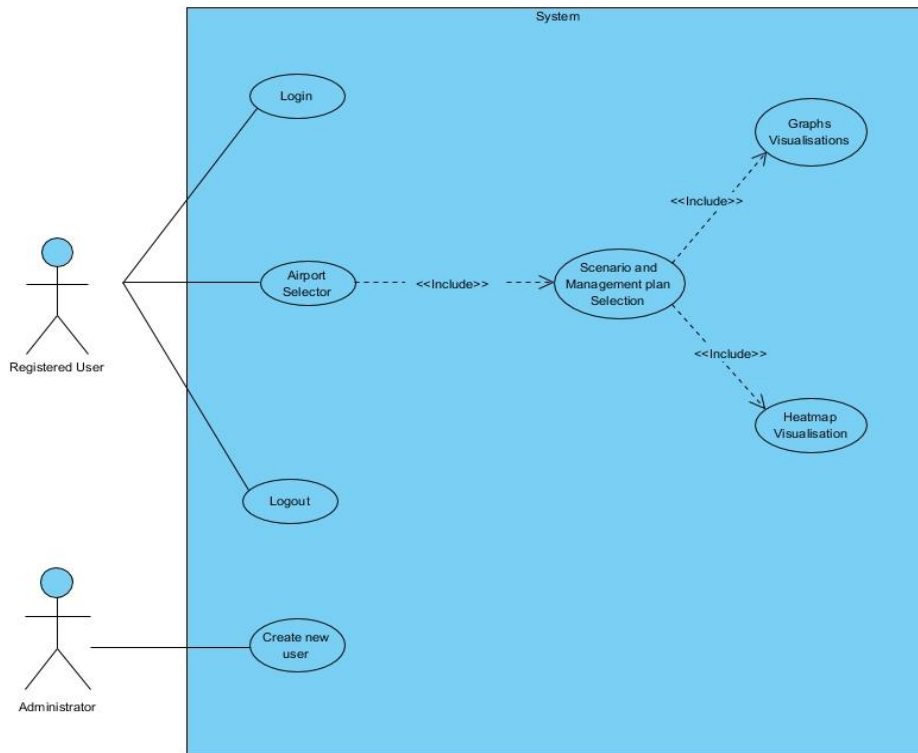 System
Login
Graphs
Visualisations
<<Include>>
Airport
Selector
<<Include>>
Scenario and
Management plan
Selection
Registered User
<<Include>>
Heatmap
Visualisation
Logout
Create new
user
Administrator